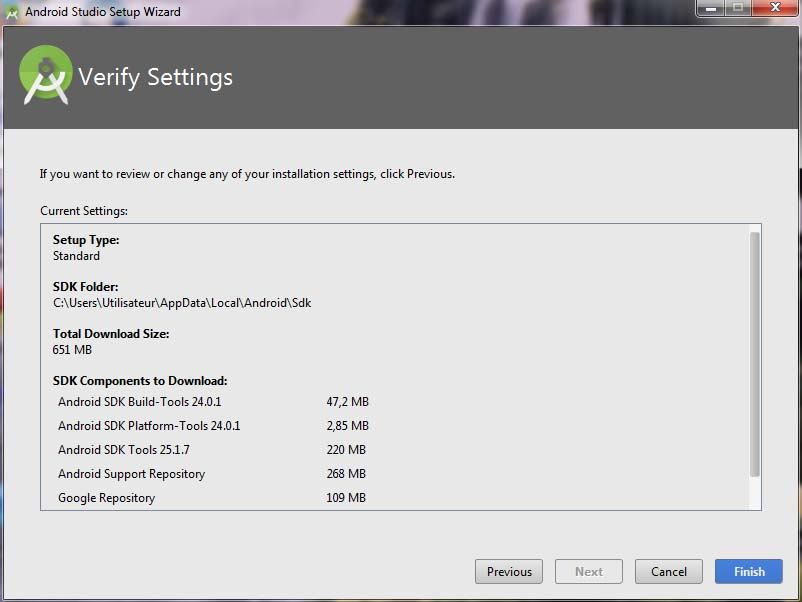 Android Studio Setup Wizard
Verify Settings
If you want to review or change any of your installation settings, click Previous.
Current Settings:
Setup Type:
Standard
SDK Folder:
C:\Users\Utilisateur\AppData\Local\Android\Sdk
Total Download Size:
651 MB
SDK Components to Download:
Android SDK Build-Tools 24.0.1 47,2 MB
Android SDK Platform-Tools 24.0.1 2,85 MB
Android SDK Tools 25.1.7 220 MB
Android Support Repository 268 MB
Google Repository 109 MB
Previous Next Cancel Finish